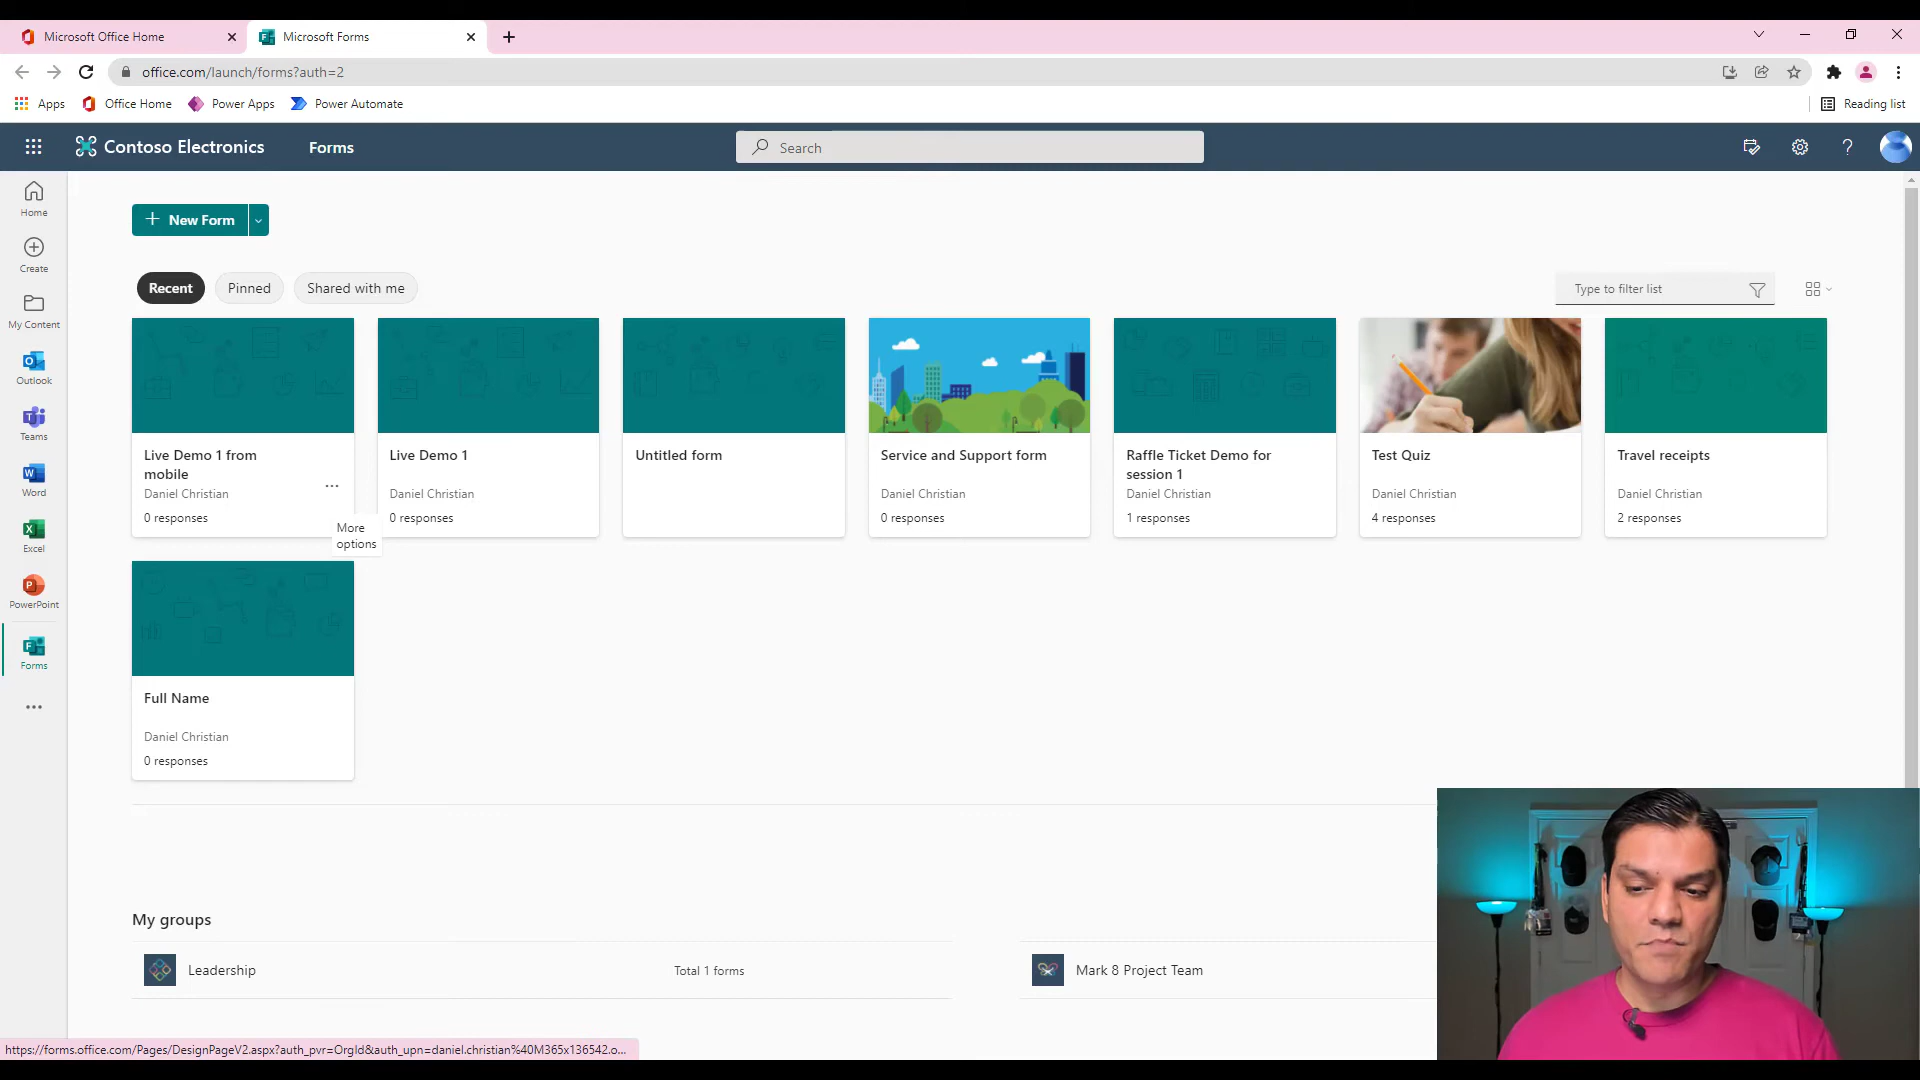 Microsoft Office Home
Microsoft Forms
office.com/launch/forms?auth=2
Apps
Office Home
Power Apps
Power Automate
Reading list
Contoso Electronics
Forms
Search
Home
Create
My Content
Outlook
Teams
Word
Excel
PowerPoint
Forms
New Form
Recent
Pinned
Shared with me
Type to filter list
Live Demo 1 from
mobile
Daniel Christian
0 responses
More
options
Live Demo 1
Daniel Christian
0 responses
Untitled form
Service and Support form
Daniel Christian
0 responses
Raffle Ticket Demo for
session 1
Daniel Christian
1 responses
Test Quiz
Daniel Christian
4 responses
Travel receipts
Daniel Christian
2 responses
Full Name
Daniel Christian
0 responses
My groups
Leadership
Total 1 forms
Mark 8 Project Team
https://forms.office.com/Pages/DesignPageV2.aspx?auth_pvr=OrgId&auth_upn=daniel.christian%40M365x136542.o...